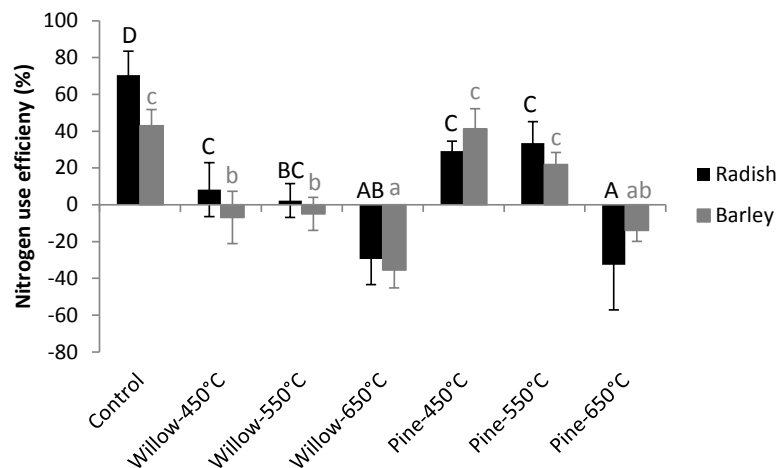 100
80
60
40
20
0
-20
-40
-60
-80
Nitrogen use efficieny (%)
D
c
C
b
BC
b
AB
a
C
c
C
c
A
ab
Radish
Barley
Control
Willow-450°C
Willow-550°C
Willow-650°C
Pine-450°C
Pine-550°C
Pine-650°C